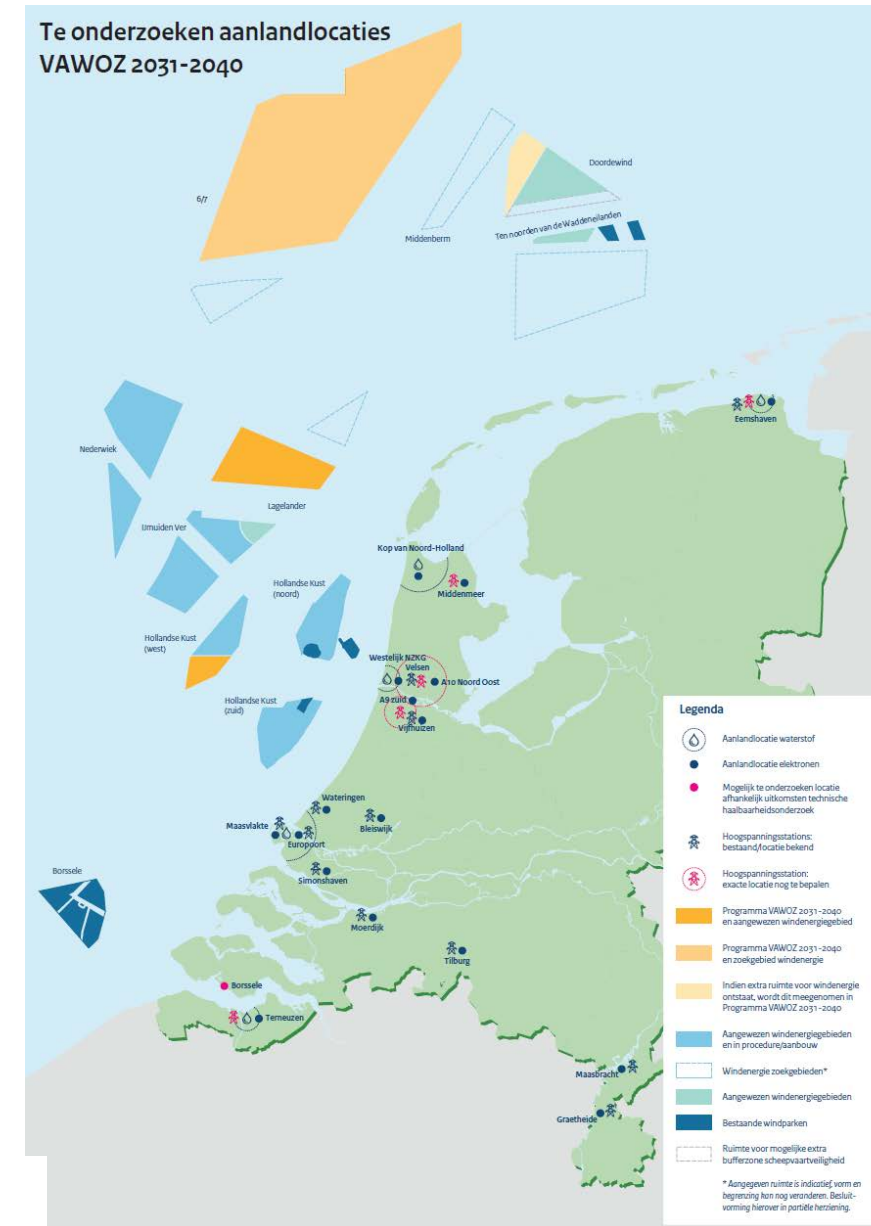 Te onderzoeken aanlandlocaties
VAWOZ 2031-2040
Doordewind
6/7
Middenberm
Ten noorden van de Waddeneilanden
Eemshaven
Nederwiek
Lagelander
IJmuiden Ver
Kop van Noord-Holland
Middenmeer
Hollandse Kust
(noord)
Hollandse Kust
(west)
Westelijk NZKG
Velsen
A10 Noord Oost
A9 zuid
Hollandse Kust
(zuid)
Vijfhuizen
Wateringen
Maasvlakte
Bleiswijk
Europoort
Simonshaven
Borssele
Moerdijk
Tilburg
Borssele
Terneuzen
Maasbracht
Graetheide
Legenda
Aanlandlocatie waterstof
Aanlandlocatie elektronen
Mogelijk te onderzoeken locatie
afhankelijk uitkomsten technische
haalbaarheidsonderzoek
Hoogspanningsstations:
bestaand/locatie bekend
Hoogspanningsstation:
exacte locatie nog te bepalen
Programma VAWOZ 2031-2040
en aangewezen windenergiegebied
Programma VAWOZ 2031-2040
en zoekgebied windenergie
Indien extra ruimte voor windenergie
ontstaat, wordt dit meegenomen in
Programma VAWOZ 2031-2040
Aangewezen windenergiegebieden
en in procedure/aanbouw
Windenergie zoekgebieden*
Aangewezen windenergiegebieden
Bestaande windparken
Ruimte voor mogelijke extra
bufferzone scheepvaartveiligheid
* Aangegeven ruimte is indicatief, vorm en
begrenzing kan nog veranderen. Besluit-
vorming hierover in partiële herziening.